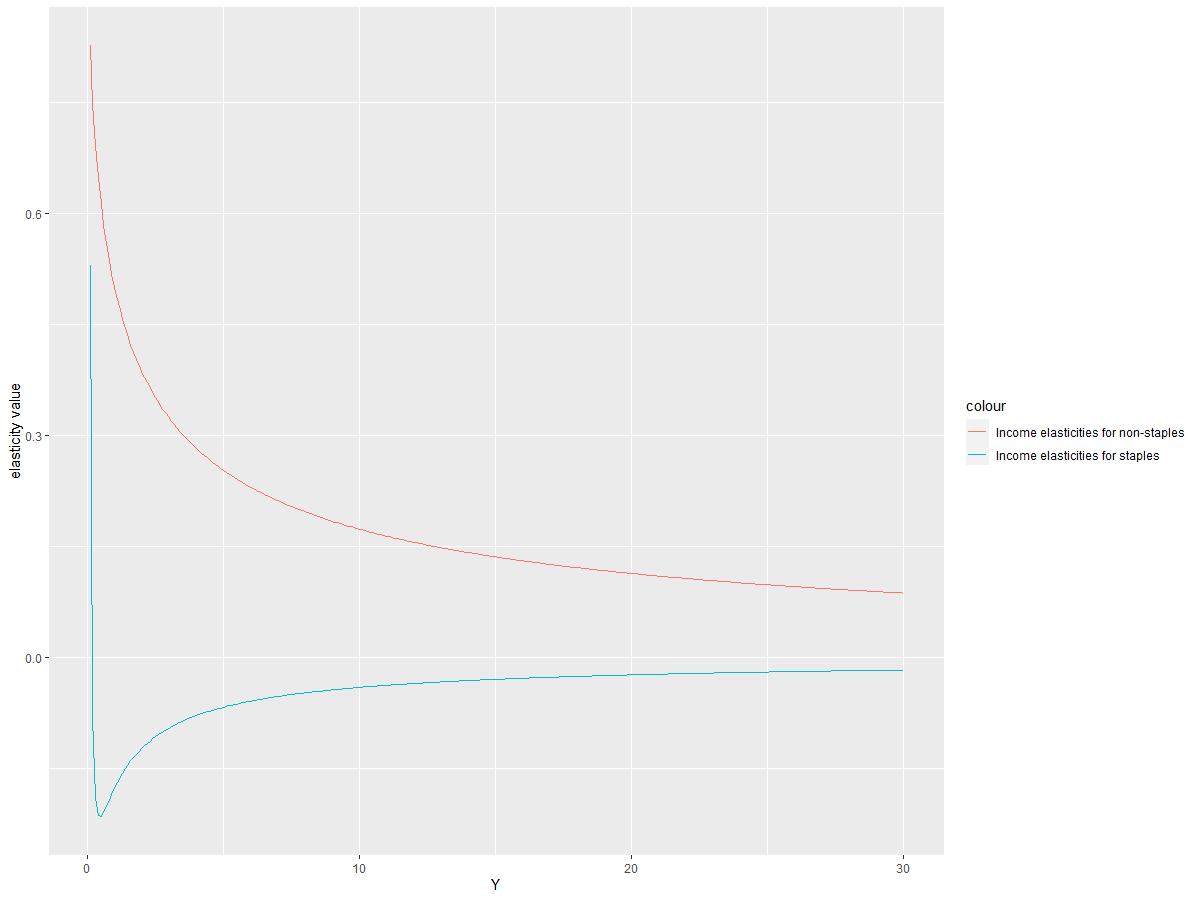 elasticity value
0.6
0.3
0.0
0
10
20
30
Y
colour
Income elasticities for non-staples
Income elasticities for staples